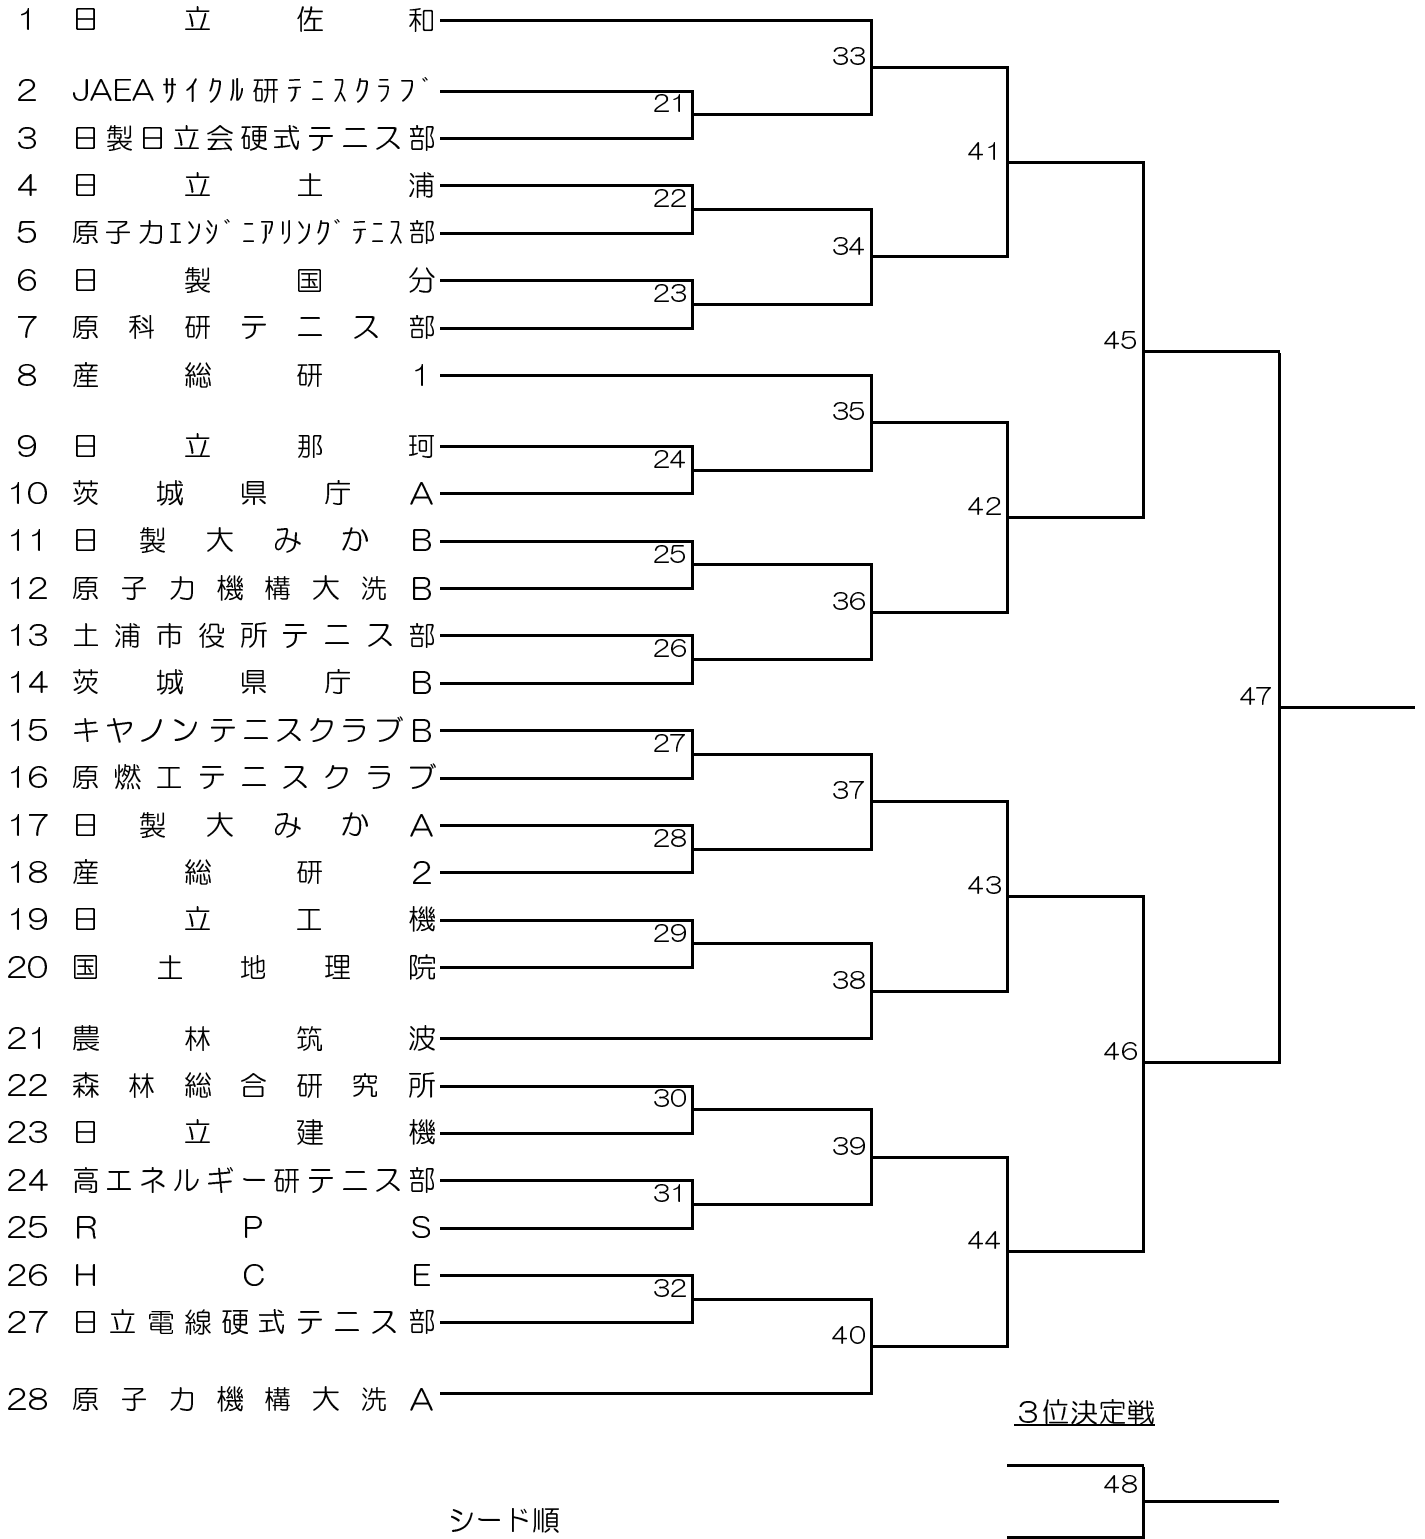 1 日立佐和
33
2 JAEAサイクル研テニスクラブ
21
3 日製日立会硬式テニス部
41
4 日立土浦
22
5 原子力エンジニアリングテニス部
34
6 日製国分
23
7 原科研テニス部
45
8 産総研1
35
9 日立那珂
24
10 茨城県庁A
42
11 日製大みかB
25
12 原子力機構大洗B
36
13 土浦市役所テニス部
26
14 茨城県庁B
47
15 キヤノンテニスクラブB
27
16 原燃工テニスクラブ
37
17 日製大みかA
28
18 産総研2
43
19 日立工機
29
20 国土地理院
38
21 農林筑波
46
22 森林総合研究所
30
23 日立建機
39
24 高エネルギー研テニス部
31
25 RPS
44
26 HCE
32
27 日立電線硬式テニス部
40
28 原子力機構大洗A
3位決定戦
48
シード順